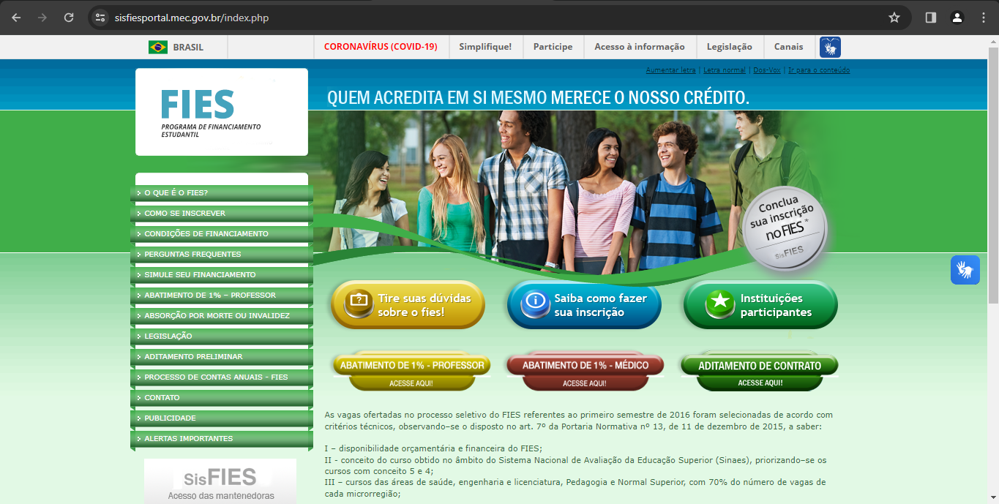 sisfiesportal.mec.gov.br/index.php
BRASIL
CORONAVÍRUS (COVID-19)
Simplifique!
Participe
Acesso à informação
Legislação
Canais
Aumentar letra | Letra normal | Dos-Vox | Ir para o conteúdo
FIES
PROGRAMA DE FINANCIAMENTO
ESTUDANTIL
QUEM ACREDITA EM SI MESMO MERECE O NOSSO CRÉDITO.
Conclua
sua inscrição
no FIES *
SisFIES
O QUE É O FIES?
COMO SE INSCREVER
CONDIÇÕES DE FINANCIAMENTO
PERGUNTAS FREQUENTES
SIMULE SEU FINANCIAMENTO
ABATIMENTO DE 1% – PROFESSOR
ABSORÇÃO POR MORTE OU INVALIDEZ
LEGISLAÇÃO
ADITAMENTO PRELIMINAR
PROCESSO DE CONTAS ANUAIS - FIES
CONTATO
PUBLICIDADE
ALERTAS IMPORTANTES
SisFIES
Acesso das mantenedoras
Tire suas dúvidas
sobre o fies!
Saiba como fazer
sua inscrição
Instituições
participantes
ABATIMENTO DE 1% - PROFESSOR
ACESSE AQUI!
ABATIMENTO DE 1% - MÉDICO
ACESSE AQUI!
ADITAMENTO DE CONTRATO
ACESSE AQUI!
As vagas ofertadas no processo seletivo do FIES referentes ao primeiro semestre de 2016 foram selecionadas de acordo com
critérios técnicos, observando–se o disposto no art. 7º da Portaria Normativa nº 13, de 11 de dezembro de 2015, a saber:
I – disponibilidade orçamentária e financeira do FIES;
II - conceito do curso obtido no âmbito do Sistema Nacional de Avaliação da Educação Superior (Sinaes), priorizando–se os
cursos com conceito 5 e 4;
III – cursos das áreas de saúde, engenharia e licenciatura, Pedagogia e Normal Superior, com 70% do número de vagas de
cada microrregião;